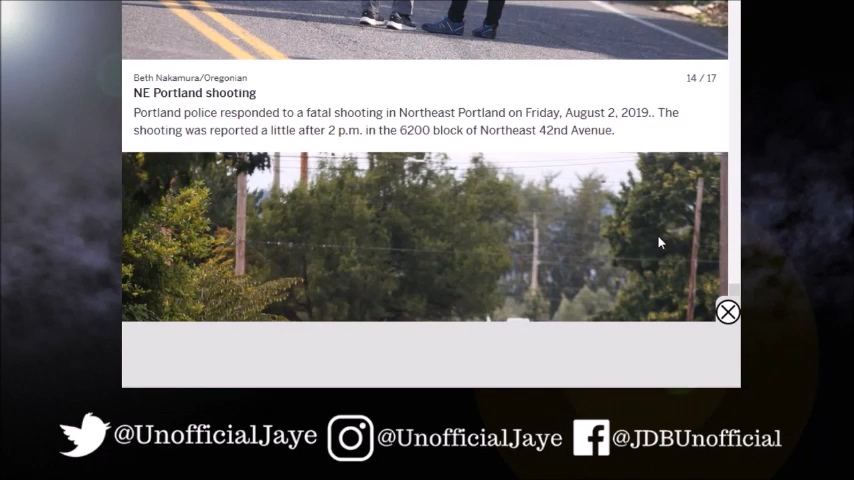 Beth Nakamura/Oregonian
14 / 17
NE Portland shooting
Portland police responded to a fatal shooting in Northeast Portland on Friday, August 2, 2019.. The
shooting was reported a little after 2 p.m. in the 6200 block of Northeast 42nd Avenue.
@UnofficialJaye @UnofficialJaye @JDBUnofficial